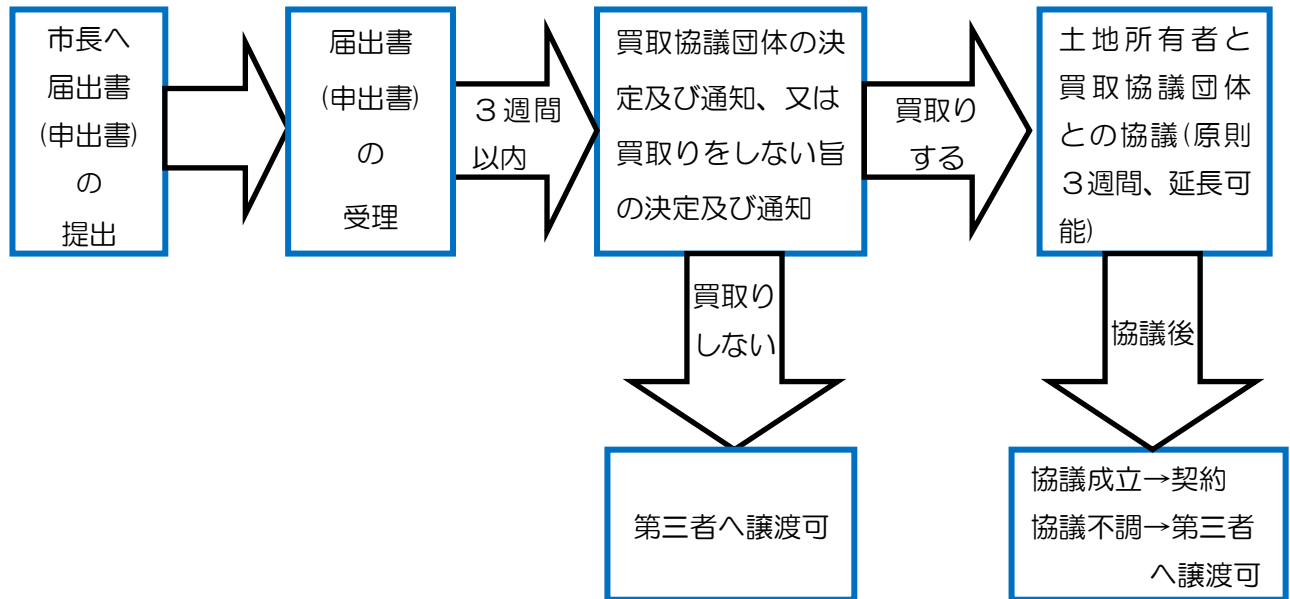 市長へ
届出書
(申出書)
の
提出
届出書
(申出書)
の
受理
３週間
以内
買取協議団体の決
定及び通知、又は
買取りをしない旨
の決定及び通知
買取り
する
土地所有者と
買取協議団体
との協議(原則
３週間、延長可
能)
買取り
しない
協議後
第三者へ譲渡可
協議成立→契約
協議不調→第三者
へ譲渡可